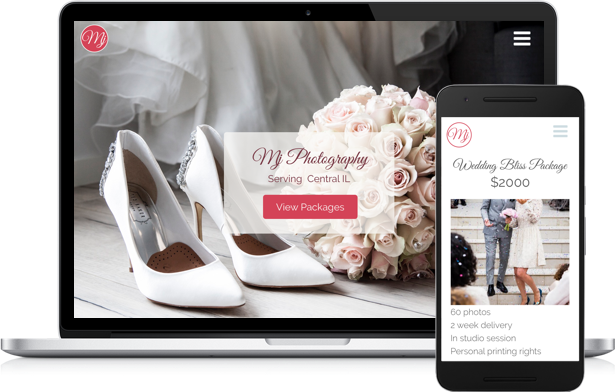 Mj
Mj Photography
Serving Central IL
View Packages
Mj
Wedding Bliss Package
$2000
60 photos
2 week delivery
In studio session
Personal printing rights